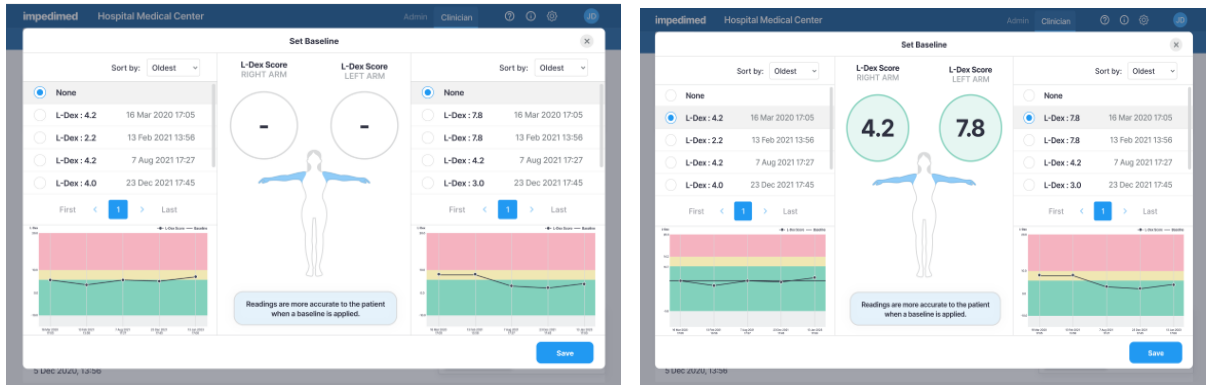 impedimed Hospital Medical Center Admin Clinician JD
Set Baseline
Sort by: Oldest
L-Dex Score
RIGHT ARM
L-Dex Score
LEFT ARM
Sort by: Oldest
None
L-Dex : 4.2 16 Mar 2020 17:05
L-Dex : 2.2 13 Feb 2021 13:56
L-Dex : 4.2 7 Aug 2021 17:27
L-Dex : 4.0 23 Dec 2021 17:45
First < 1 > Last
-
-
None
L-Dex : 7.8 16 Mar 2020 17:05
L-Dex : 7.8 13 Feb 2021 13:56
L-Dex : 4.2 7 Aug 2021 17:27
L-Dex : 3.0 23 Dec 2021 17:45
First < 1 > Last
L-Dex Score Baseline
L-Dex Score Baseline
Readings are more accurate to the patient
when a baseline is applied.
Save
5 Dec 2020, 13:56
impedimed Hospital Medical Center Admin Clinician JD
Set Baseline
Sort by: Oldest
L-Dex Score
RIGHT ARM
L-Dex Score
LEFT ARM
Sort by: Oldest
None
L-Dex : 4.2 16 Mar 2020 17:05
L-Dex : 2.2 13 Feb 2021 13:56
L-Dex : 4.2 7 Aug 2021 17:27
L-Dex : 4.0 23 Dec 2021 17:45
First < 1 > Last
4.2
7.8
None
L-Dex : 7.8 16 Mar 2020 17:05
L-Dex : 7.8 13 Feb 2021 13:56
L-Dex : 4.2 7 Aug 2021 17:27
L-Dex : 3.0 23 Dec 2021 17:45
First < 1 > Last
L-Dex Score Baseline
L-Dex Score Baseline
Readings are more accurate to the patient
when a baseline is applied.
Save
5 Dec 2020, 13:56